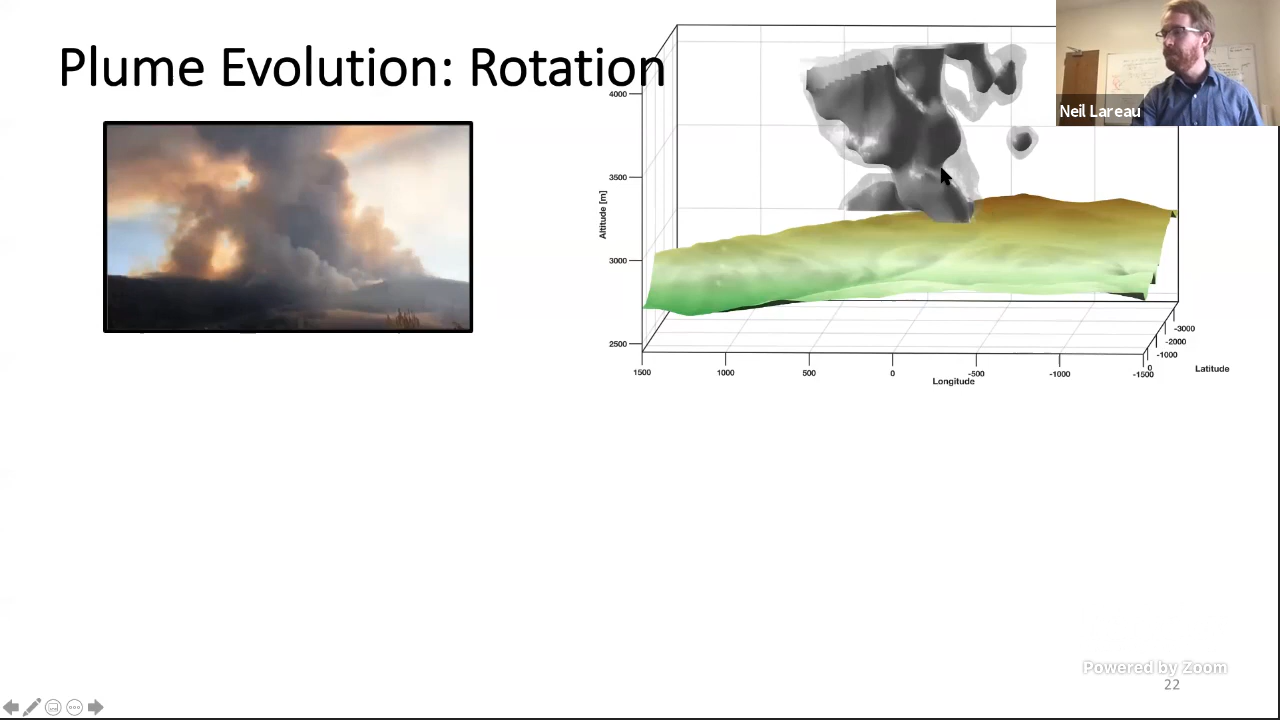 Plume Evolution: Rotation
Neil Lareau
4000
3500
3000
2500
Altitude [m]
1500
1000
500
0
-500
-1000
-1500
Longitude
0
-1000
-2000
-3000
Latitude
Powered by Zoom
22